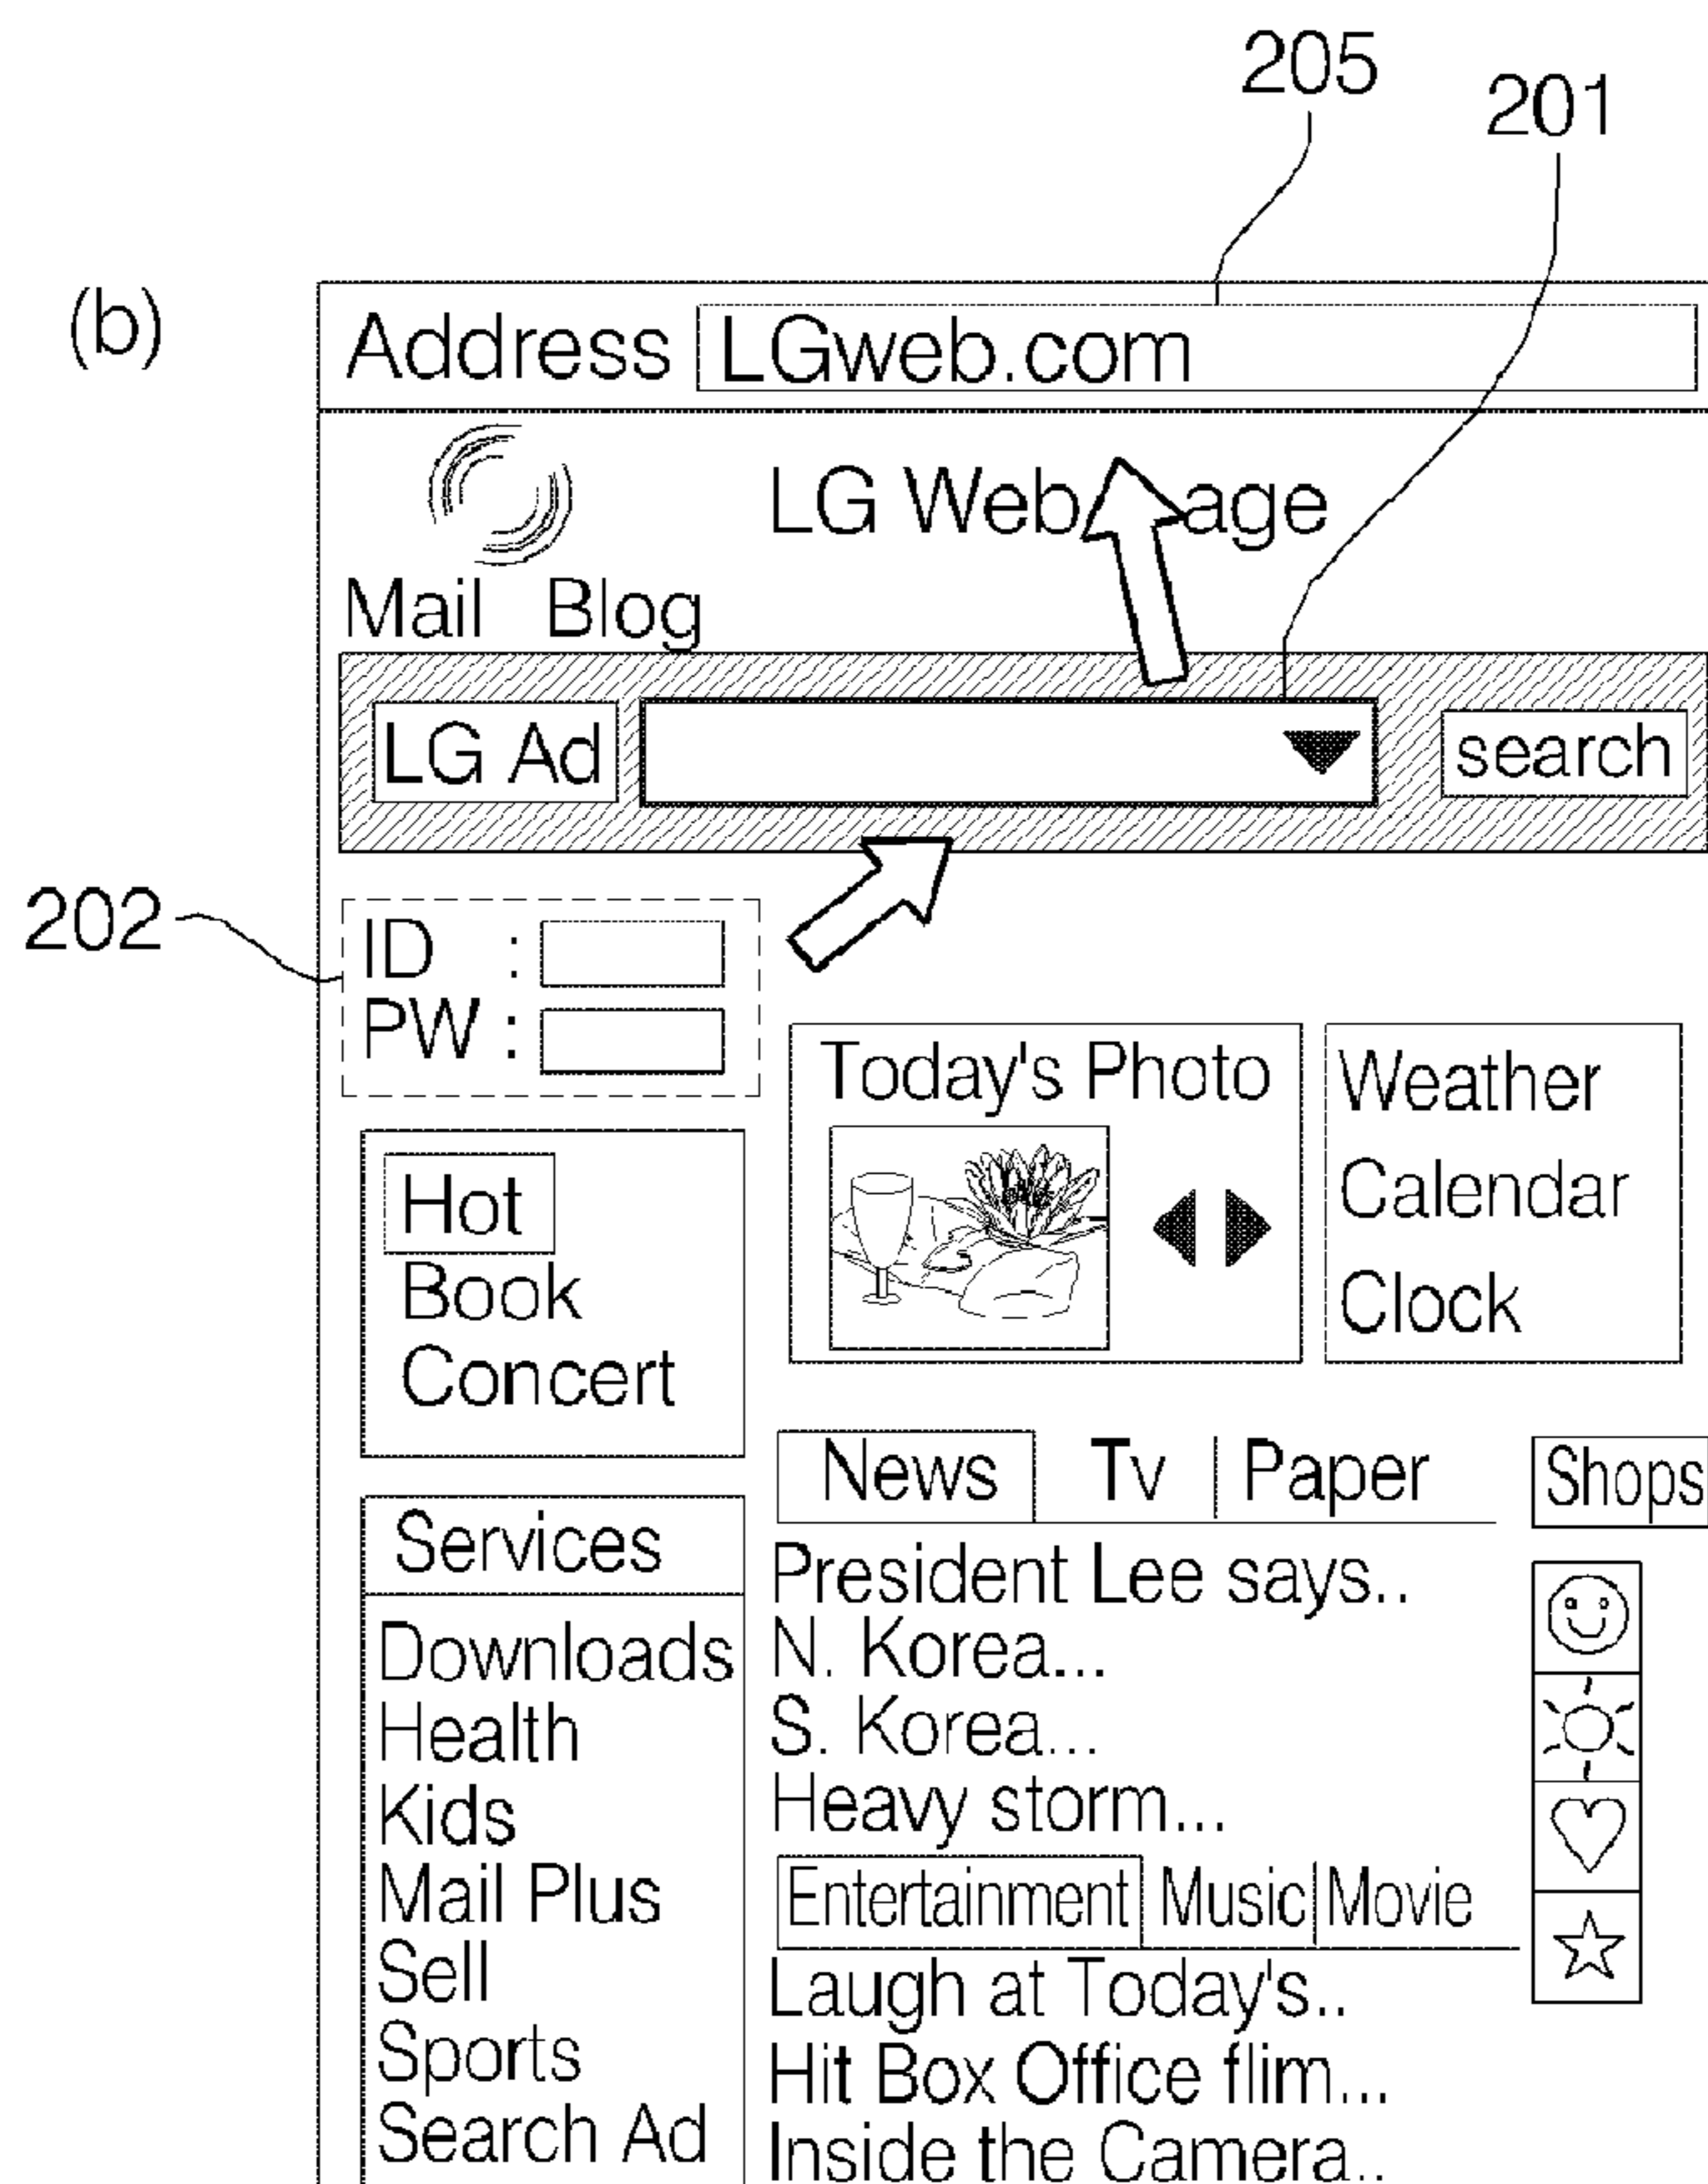 205
201
(b)
Address LGweb.com
LG Web age
Mail Blog
LG Ad search
202
ID :
PW :
Today's Photo
Weather
Calendar
Clock
Hot
Book
Concert
News Tv Paper
Shops
President Lee says..
N. Korea...
S. Korea...
Heavy storm...
Entertainment Music Movie
Laugh at Today's..
Hit Box Office flim...
Inside the Camera..
Services
Downloads
Health
Kids
Mail Plus
Sell
Sports
Search Ad